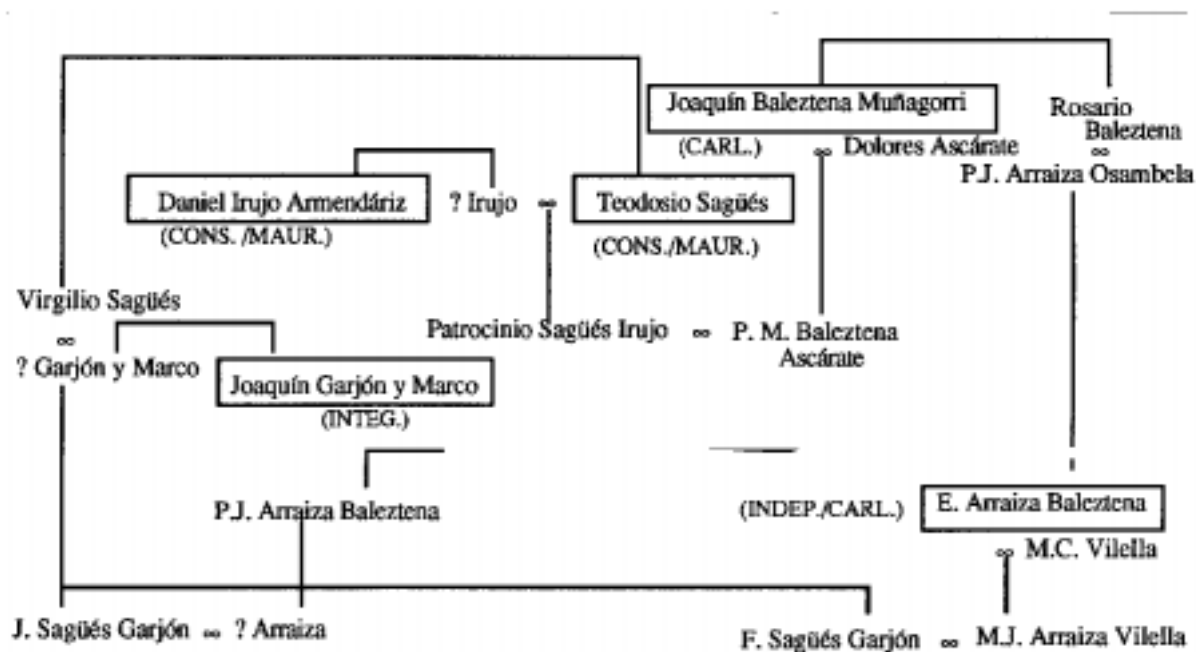 Joaquín Baleztena Muñagorri
Rosario
Baleztena
(CARL.)
∞ Dolores Ascárate
∞
P.J. Arraiza Osambela
Daniel Irujo Armendáriz
? Irujo ∞
Teodosio Sagüés
(CONS. /MAUR.)
(CONS./MAUR.)
Virgilio Sagüés
∞
? Garjón y Marco
Patrocinio Sagüés Irujo ∞ P. M. Baleztena
Ascárate
Joaquín Garjón y Marco
(INTEG.)
P.J. Arraiza Baleztena
(INDEP./CARL.)
E. Arraiza Baleztena
∞ M.C. Vilella
J. Sagüés Garjón ∞ ? Arraiza
F. Sagüés Garjón ∞ M.J. Arraiza Vilella